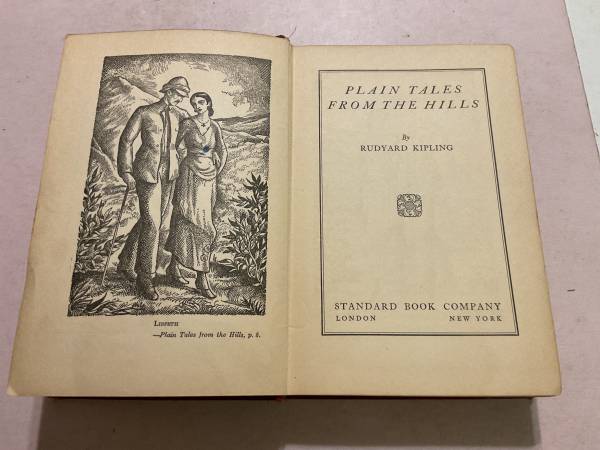 LISPETH
—Plain Tales from the Hills, p. 8.
PLAIN TALES
FROM THE HILLS
By
RUDYARD KIPLING
STANDARD BOOK COMPANY
LONDON NEW YORK